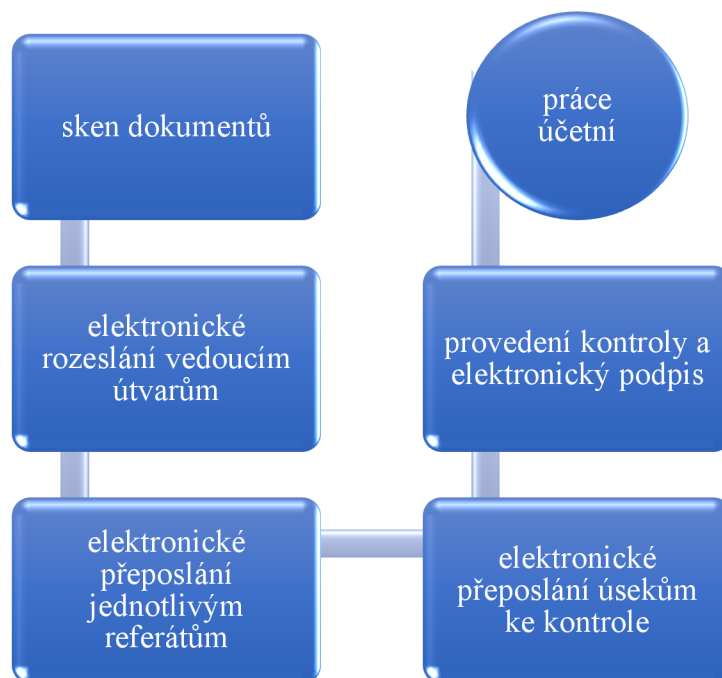 sken dokumentů
elektronické
rozeslání vedoucím
útvarům
elektronické
přeposlání
jednotlivým
referátům
elektronické
přeposlání úsekům
ke kontrole
provedení kontroly a
elektronický podpis
práce
účetní